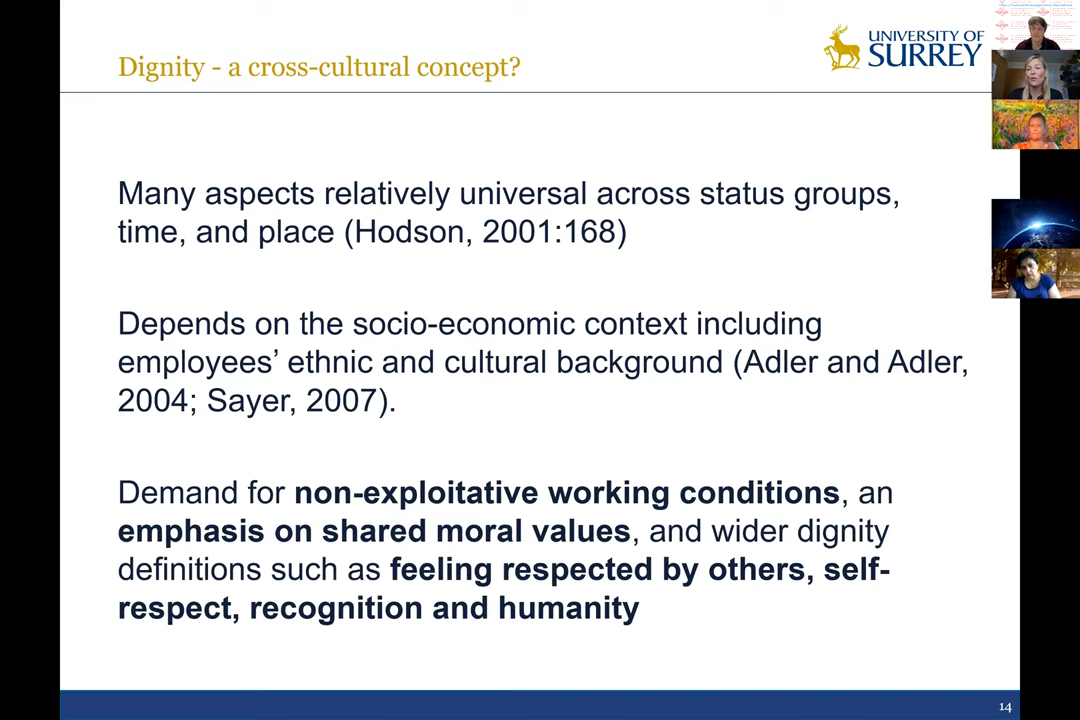 Dignity - a cross-cultural concept?
UNIVERSITY OF
SURREY
Many aspects relatively universal across status groups,
time, and place (Hodson, 2001:168)
Depends on the socio-economic context including
employees’ ethnic and cultural background (Adler and Adler,
2004; Sayer, 2007).
Demand for non-exploitative working conditions, an
emphasis on shared moral values, and wider dignity
definitions such as feeling respected by others, self-
respect, recognition and humanity
14